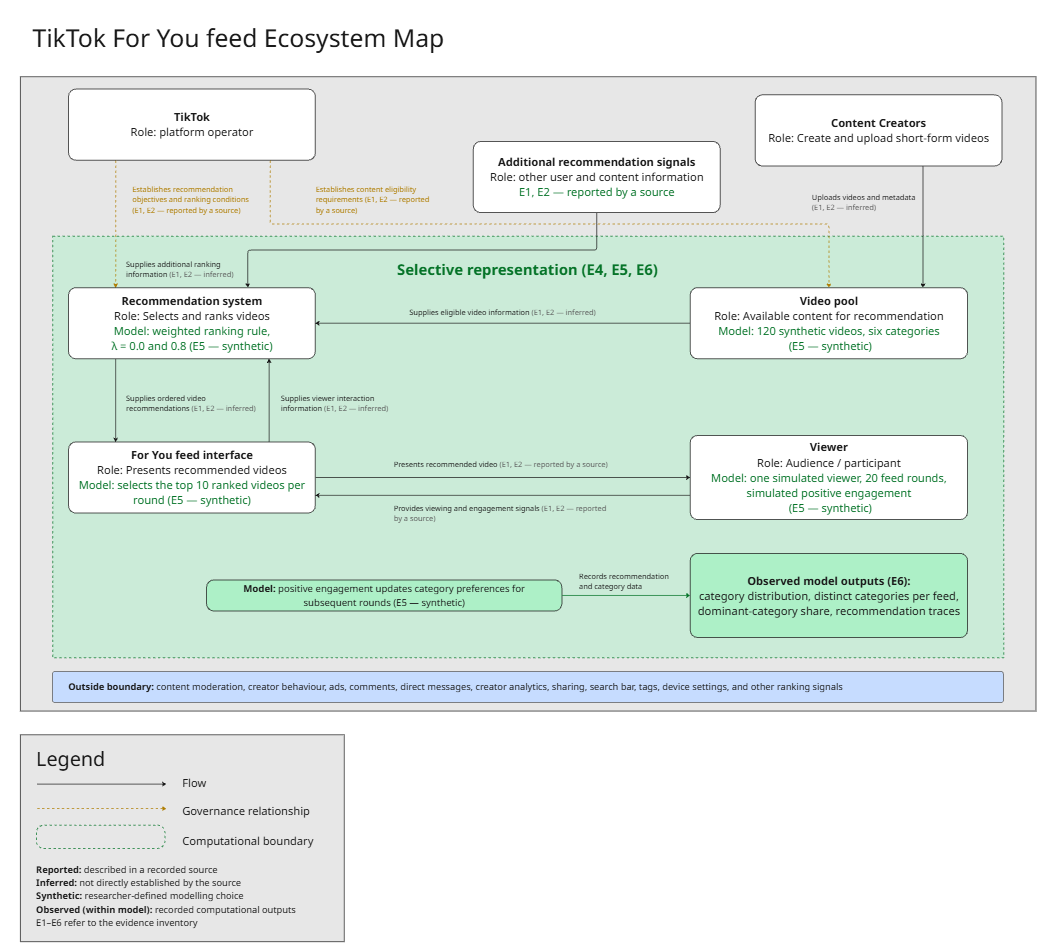 TikTok For You feed Ecosystem Map
TikTok
Role: platform operator
Content Creators
Role: Create and upload short-form videos
Additional recommendation signals
Role: other user and content information
E1, E2 — reported by a source
Establishes recommendation
objectives and ranking conditions
(E1, E2 — reported by a source)
Establishes content eligibility
requirements (E1, E2 — reported
by a source)
Uploads videos and metadata
(E1, E2 — inferred)
Supplies additional ranking
information (E1, E2 — inferred)
Selective representation (E4, E5, E6)
Recommendation system
Role: Selects and ranks videos
Model: weighted ranking rule,
λ = 0.0 and 0.8 (E5 — synthetic)
Supplies eligible video information (E1, E2 — inferred)
Video pool
Role: Available content for recommendation
Model: 120 synthetic videos, six categories
(E5 — synthetic)
Supplies ordered video
recommendations (E1, E2 — inferred)
Supplies viewer interaction
information (E1, E2 — inferred)
For You feed interface
Role: Presents recommended videos
Model: selects the top 10 ranked videos per
round (E5 — synthetic)
Presents recommended video (E1, E2 — reported by a source)
Provides viewing and engagement signals (E1, E2 — reported
by a source)
Viewer
Role: Audience / participant
Model: one simulated viewer, 20 feed rounds,
simulated positive engagement
(E5 — synthetic)
Model: positive engagement updates category preferences for
subsequent rounds (E5 — synthetic)
Records recommendation
and category data
Observed model outputs (E6):
category distribution, distinct categories per feed,
dominant-category share, recommendation traces
Outside boundary: content moderation, creator behaviour, ads, comments, direct messages, creator analytics, sharing, search bar, tags, device settings, and other ranking signals
Legend
Flow
Governance relationship
Computational boundary
Reported: described in a recorded source
Inferred: not directly established by the source
Synthetic: researcher-defined modelling choice
Observed (within model): recorded computational outputs
E1–E6 refer to the evidence inventory